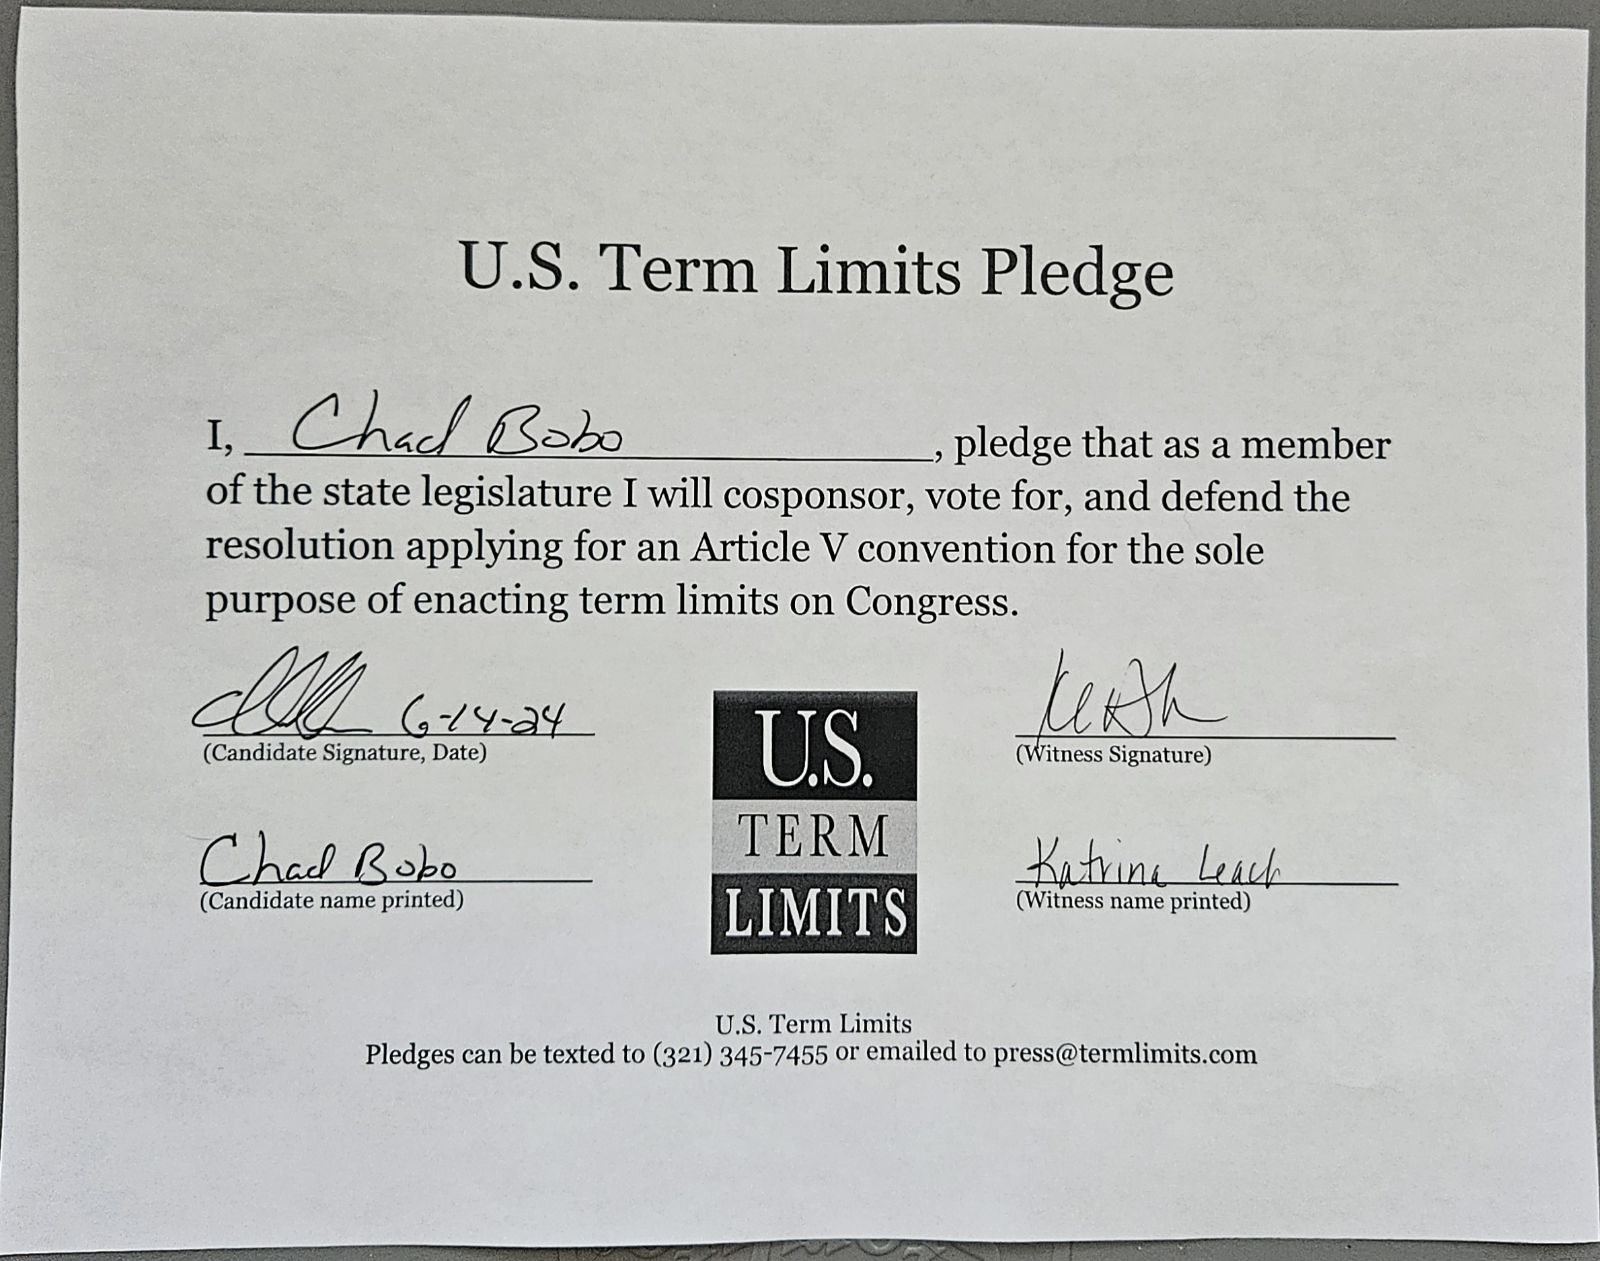 U.S. Term Limits Pledge
I, Chad Bobo, pledge that as a member
of the state legislature I will cosponsor, vote for, and defend the
resolution applying for an Article V convention for the sole
purpose of enacting term limits on Congress.
6-14-24
(Candidate Signature, Date)
(Witness Signature)
Chad Bobo
(Candidate name printed)
Katrina Leach
(Witness name printed)
U.S.
TERM
LIMITS
U.S. Term Limits
Pledges can be texted to (321) 345-7455 or emailed to press@termlimits.com